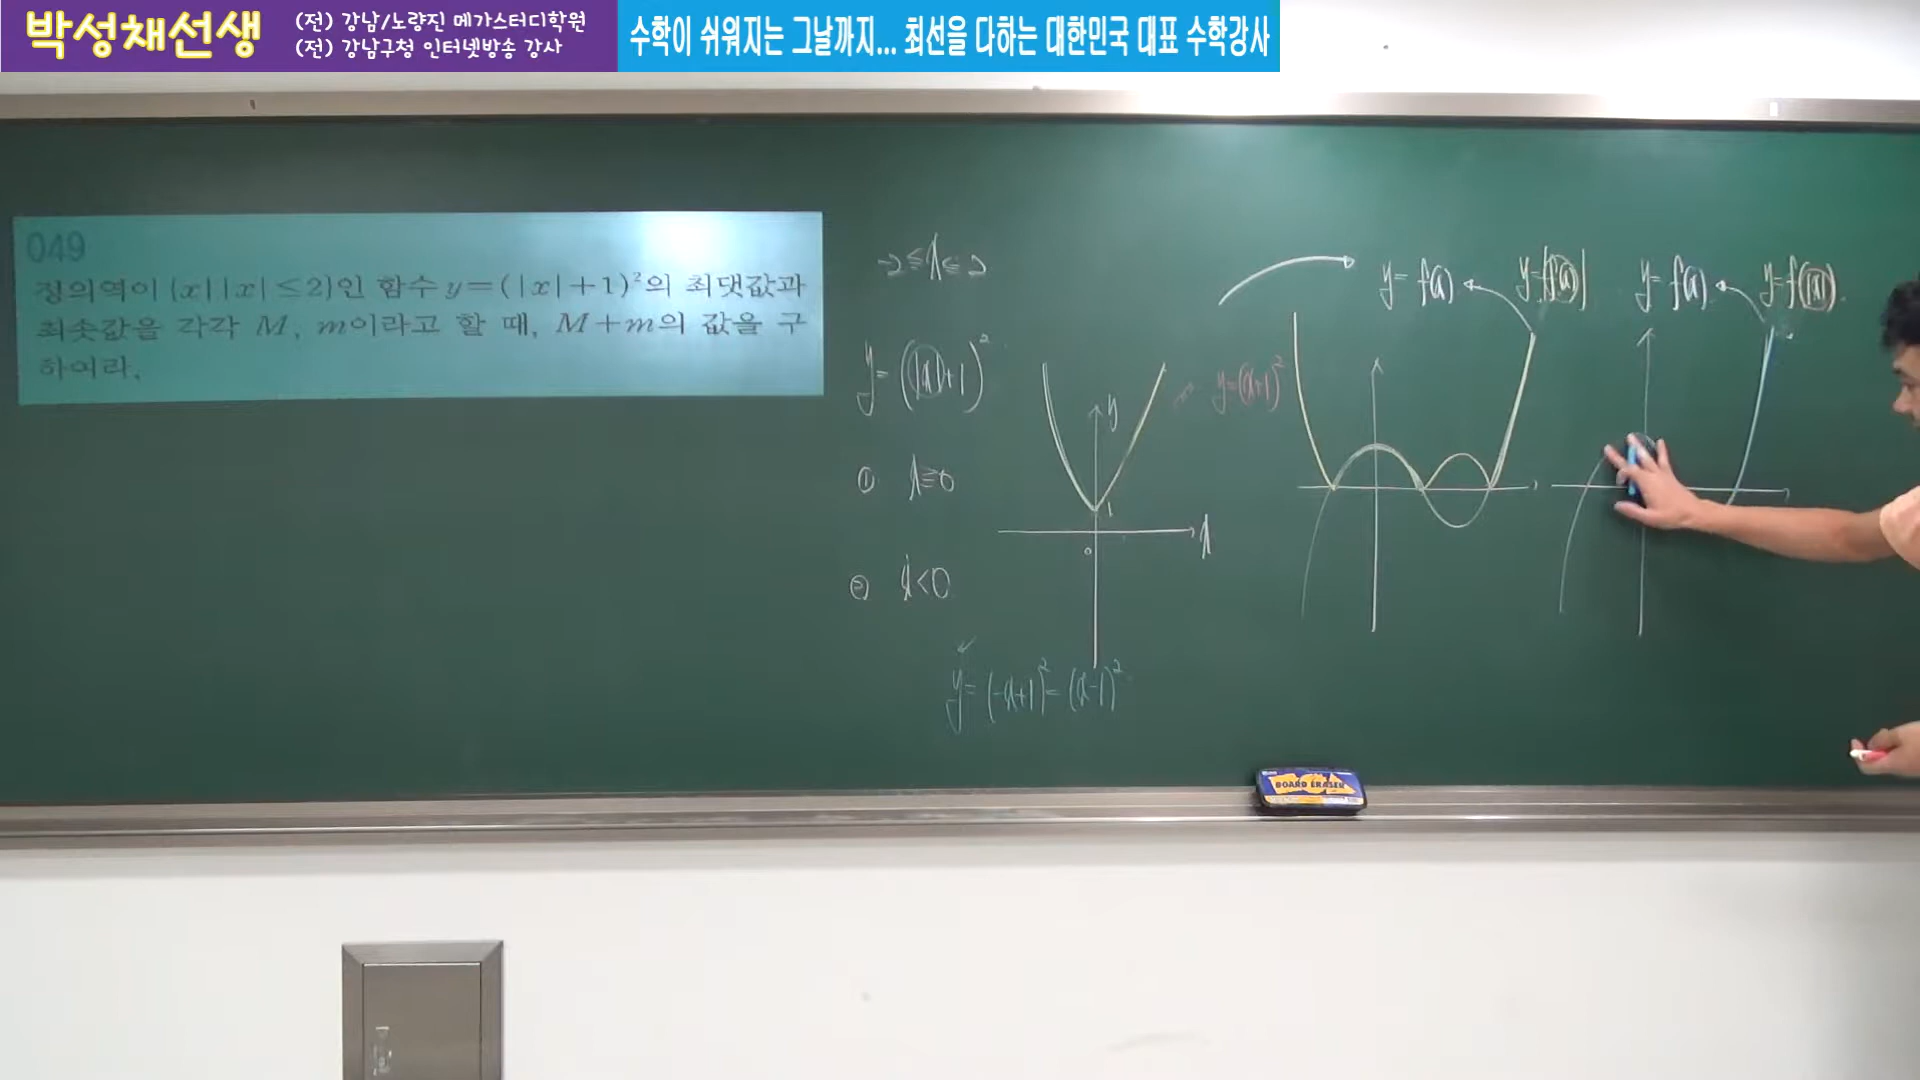 박성채선생
(전) 강남/노량진 메가스터디학원
(전) 강남구청 인터넷방송 강사
수학이 쉬워지는 그날까지... 최선을 다하는 대한민국 대표 수학강사
049
정의역이 {x||x|≤2}인 함수 y=(|x|+1)²의 최댓값과
최솟값을 각각 M, m이라고 할 때, M+m의 값을 구
하여라.
-2≤x≤2
y=(|x|+1)²
① x≥0
② x<0
y=(-x+1)²=(x-1)²
y
1
0
x
y=(x+1)²
y=f(x)
y=|f(x)|
y=f(x)
y=f(|x|)
BOARD ERASER